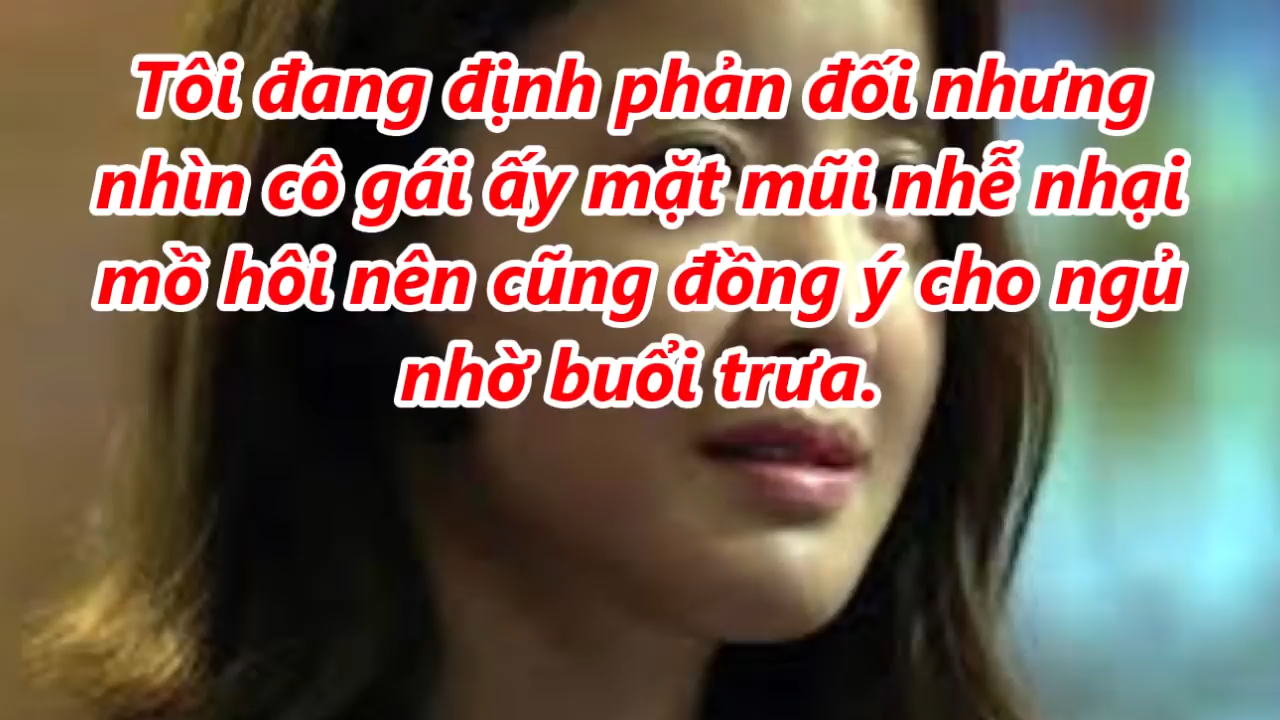 Tôi đang định phản đối nhưng
nhìn cô gái ấy mặt mũi nhễ nhại
mồ hôi nên cũng đồng ý cho ngủ
nhờ buổi trưa.